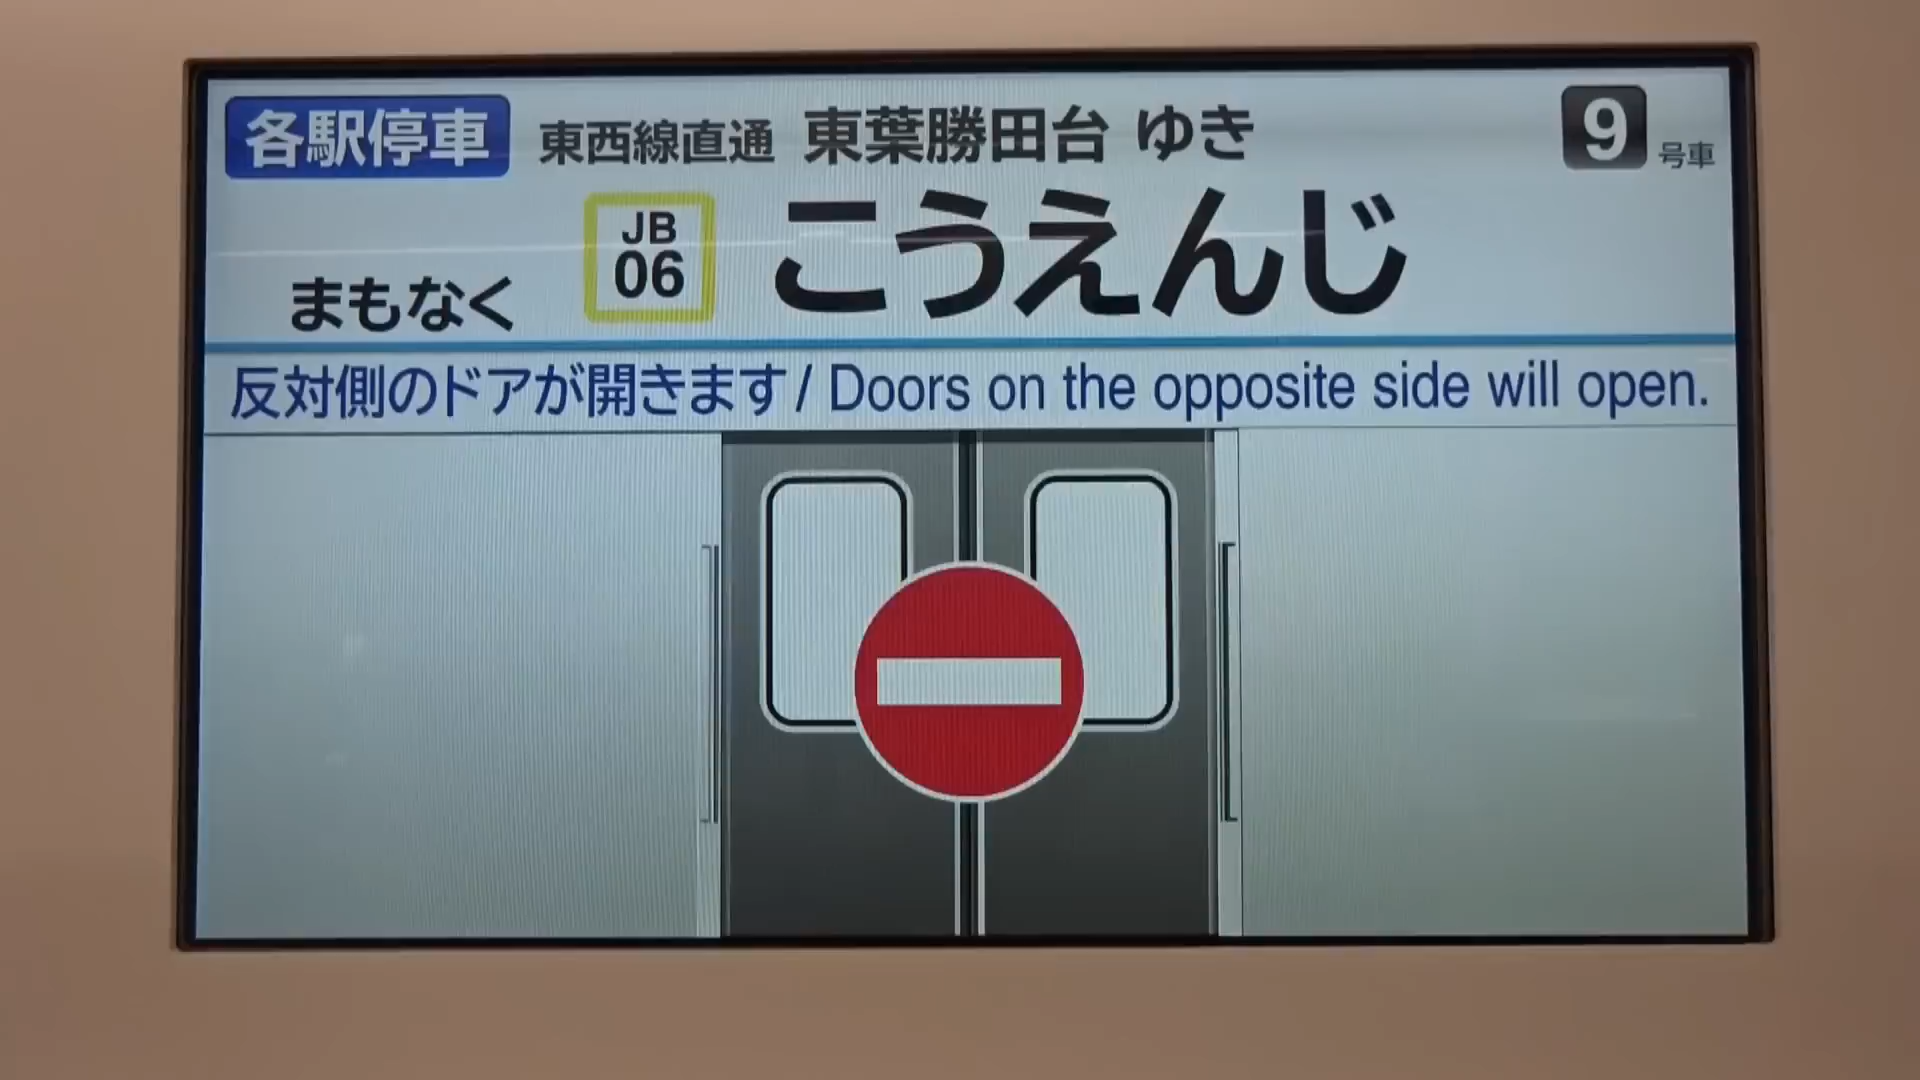 各駅停車 東西線直通 東葉勝田台 ゆき 9号車
まもなく JB 06 こうえんじ
反対側のドアが開きます / Doors on the opposite side will open.